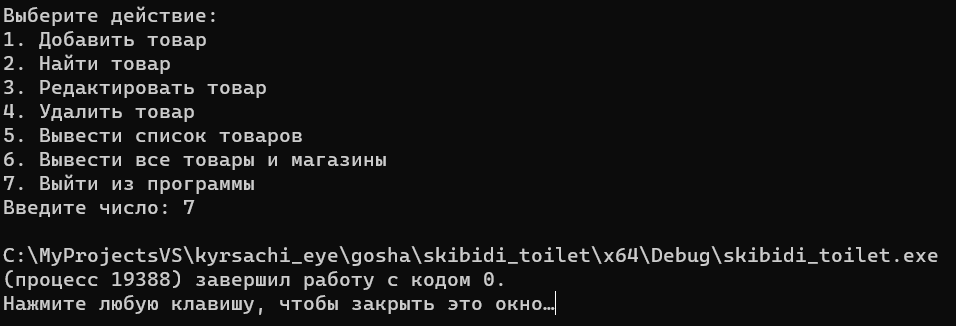 Выберите действие:
1. Добавить товар
2. Найти товар
3. Редактировать товар
4. Удалить товар
5. Вывести список товаров
6. Вывести все товары и магазины
7. Выйти из программы
Введите число: 7
C:\MyProjectsVS\kyrsachi_eye\gosha\skibidi_toilet\x64\Debug\skibidi_toilet.exe
(процесс 19388) завершил работу с кодом 0.
Нажмите любую клавишу, чтобы закрыть это окно…